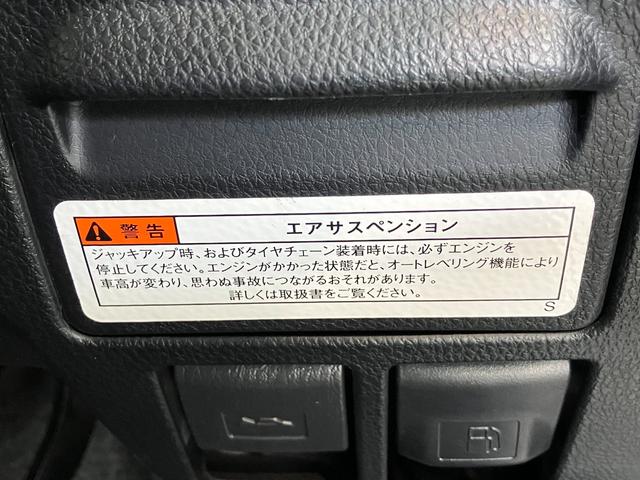 警告 エアサスペンション
ジャッキアップ時、およびタイヤチェーン装着時には、必ずエンジンを
停止してください。エンジンがかかった状態だと、オートレベリング機能により
車高が変わり、思わぬ事故につながるおそれがあります。
詳しくは取扱書をご覧ください。
S